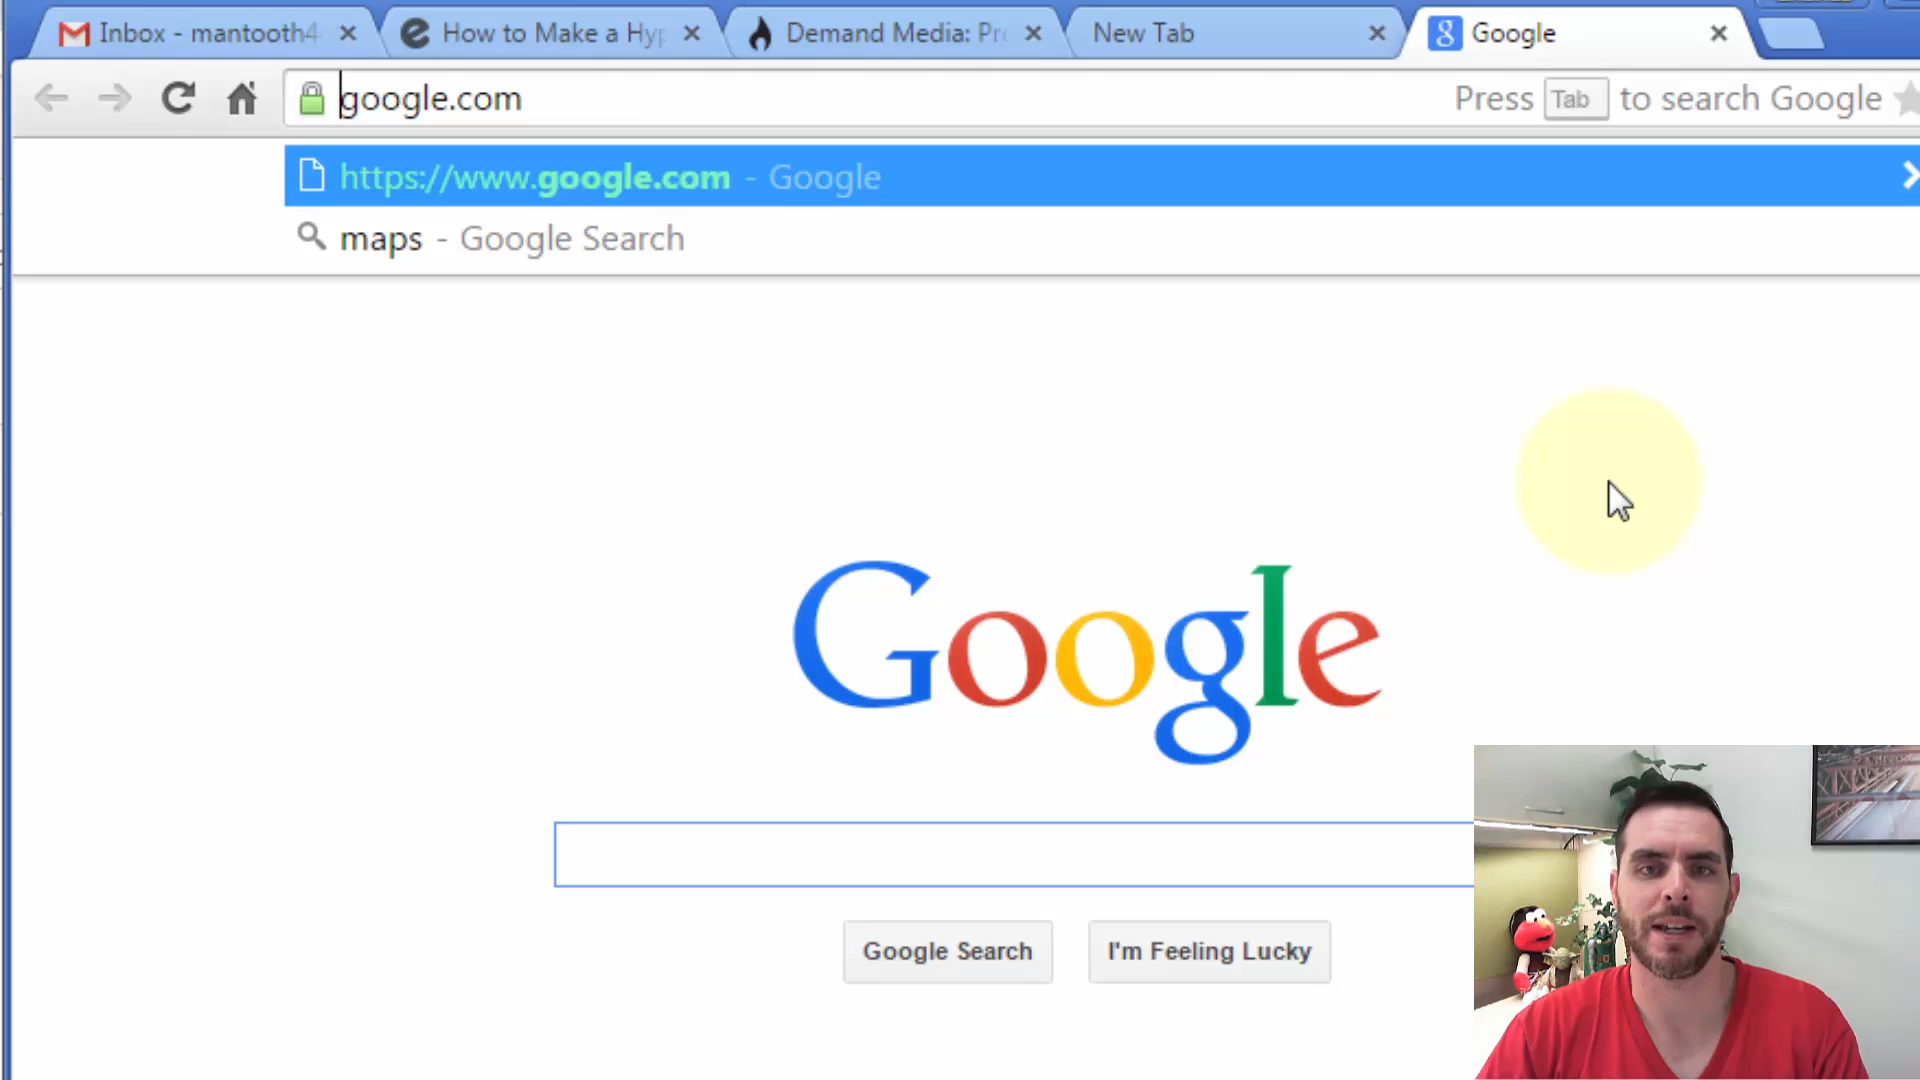 Inbox - mantooth4
How to Make a Hyp
Demand Media: Pr
New Tab
Google
google.com
Press Tab to search Google
https://www.google.com - Google
maps - Google Search
Google
Google Search
I'm Feeling Lucky